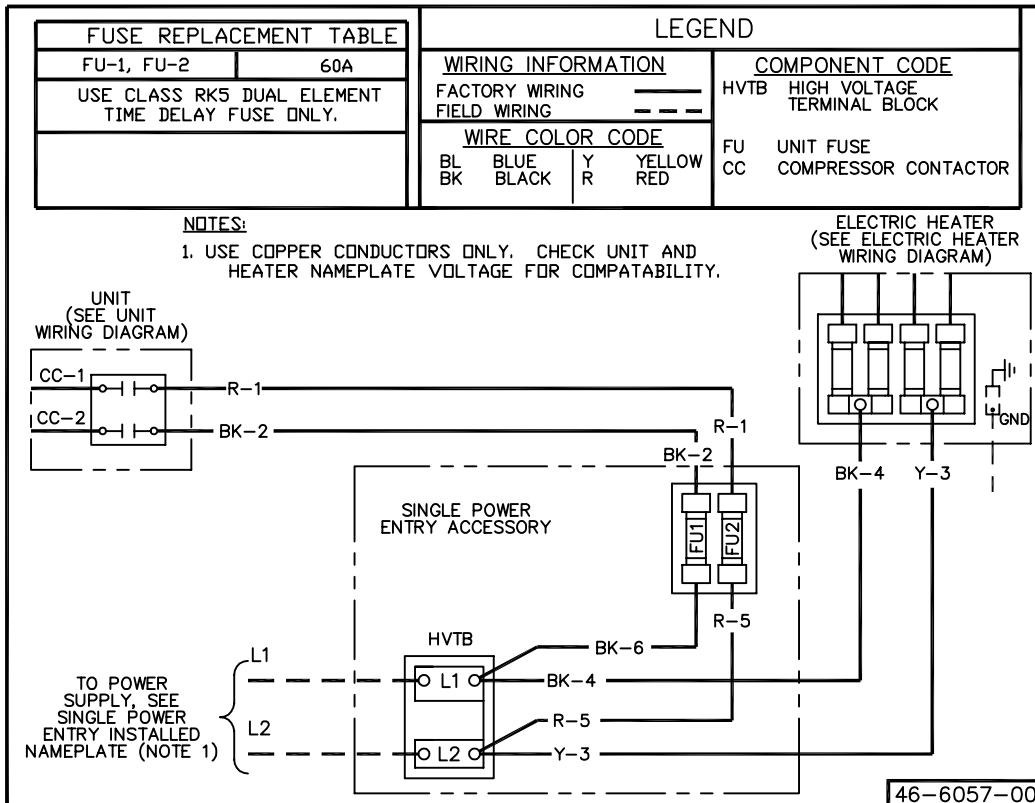 FUSE REPLACEMENT TABLE
FU-1, FU-2
60A
USE CLASS RK5 DUAL ELEMENT
TIME DELAY FUSE ONLY.
LEGEND
WIRING INFORMATION
FACTORY WIRING
FIELD WIRING
WIRE COLOR CODE
BL BLUE Y YELLOW
BK BLACK R RED
COMPONENT CODE
HVTB HIGH VOLTAGE
TERMINAL BLOCK
FU UNIT FUSE
CC COMPRESSOR CONTACTOR
NOTES:
1. USE COPPER CONDUCTORS ONLY. CHECK UNIT AND
HEATER NAMEPLATE VOLTAGE FOR COMPATABILITY.
ELECTRIC HEATER
(SEE ELECTRIC HEATER
WIRING DIAGRAM)
UNIT
(SEE UNIT
WIRING DIAGRAM)
CC-1
R-1
CC-2
BK-2
R-1
BK-2
GND
BK-4
Y-3
SINGLE POWER
ENTRY ACCESSORY
FU1
FU2
R-5
HVTB
BK-6
L1
L1
BK-4
TO POWER
SUPPLY, SEE
SINGLE POWER
ENTRY INSTALLED
NAMEPLATE (NOTE 1)
L2
R-5
L2
Y-3
46-6057-00